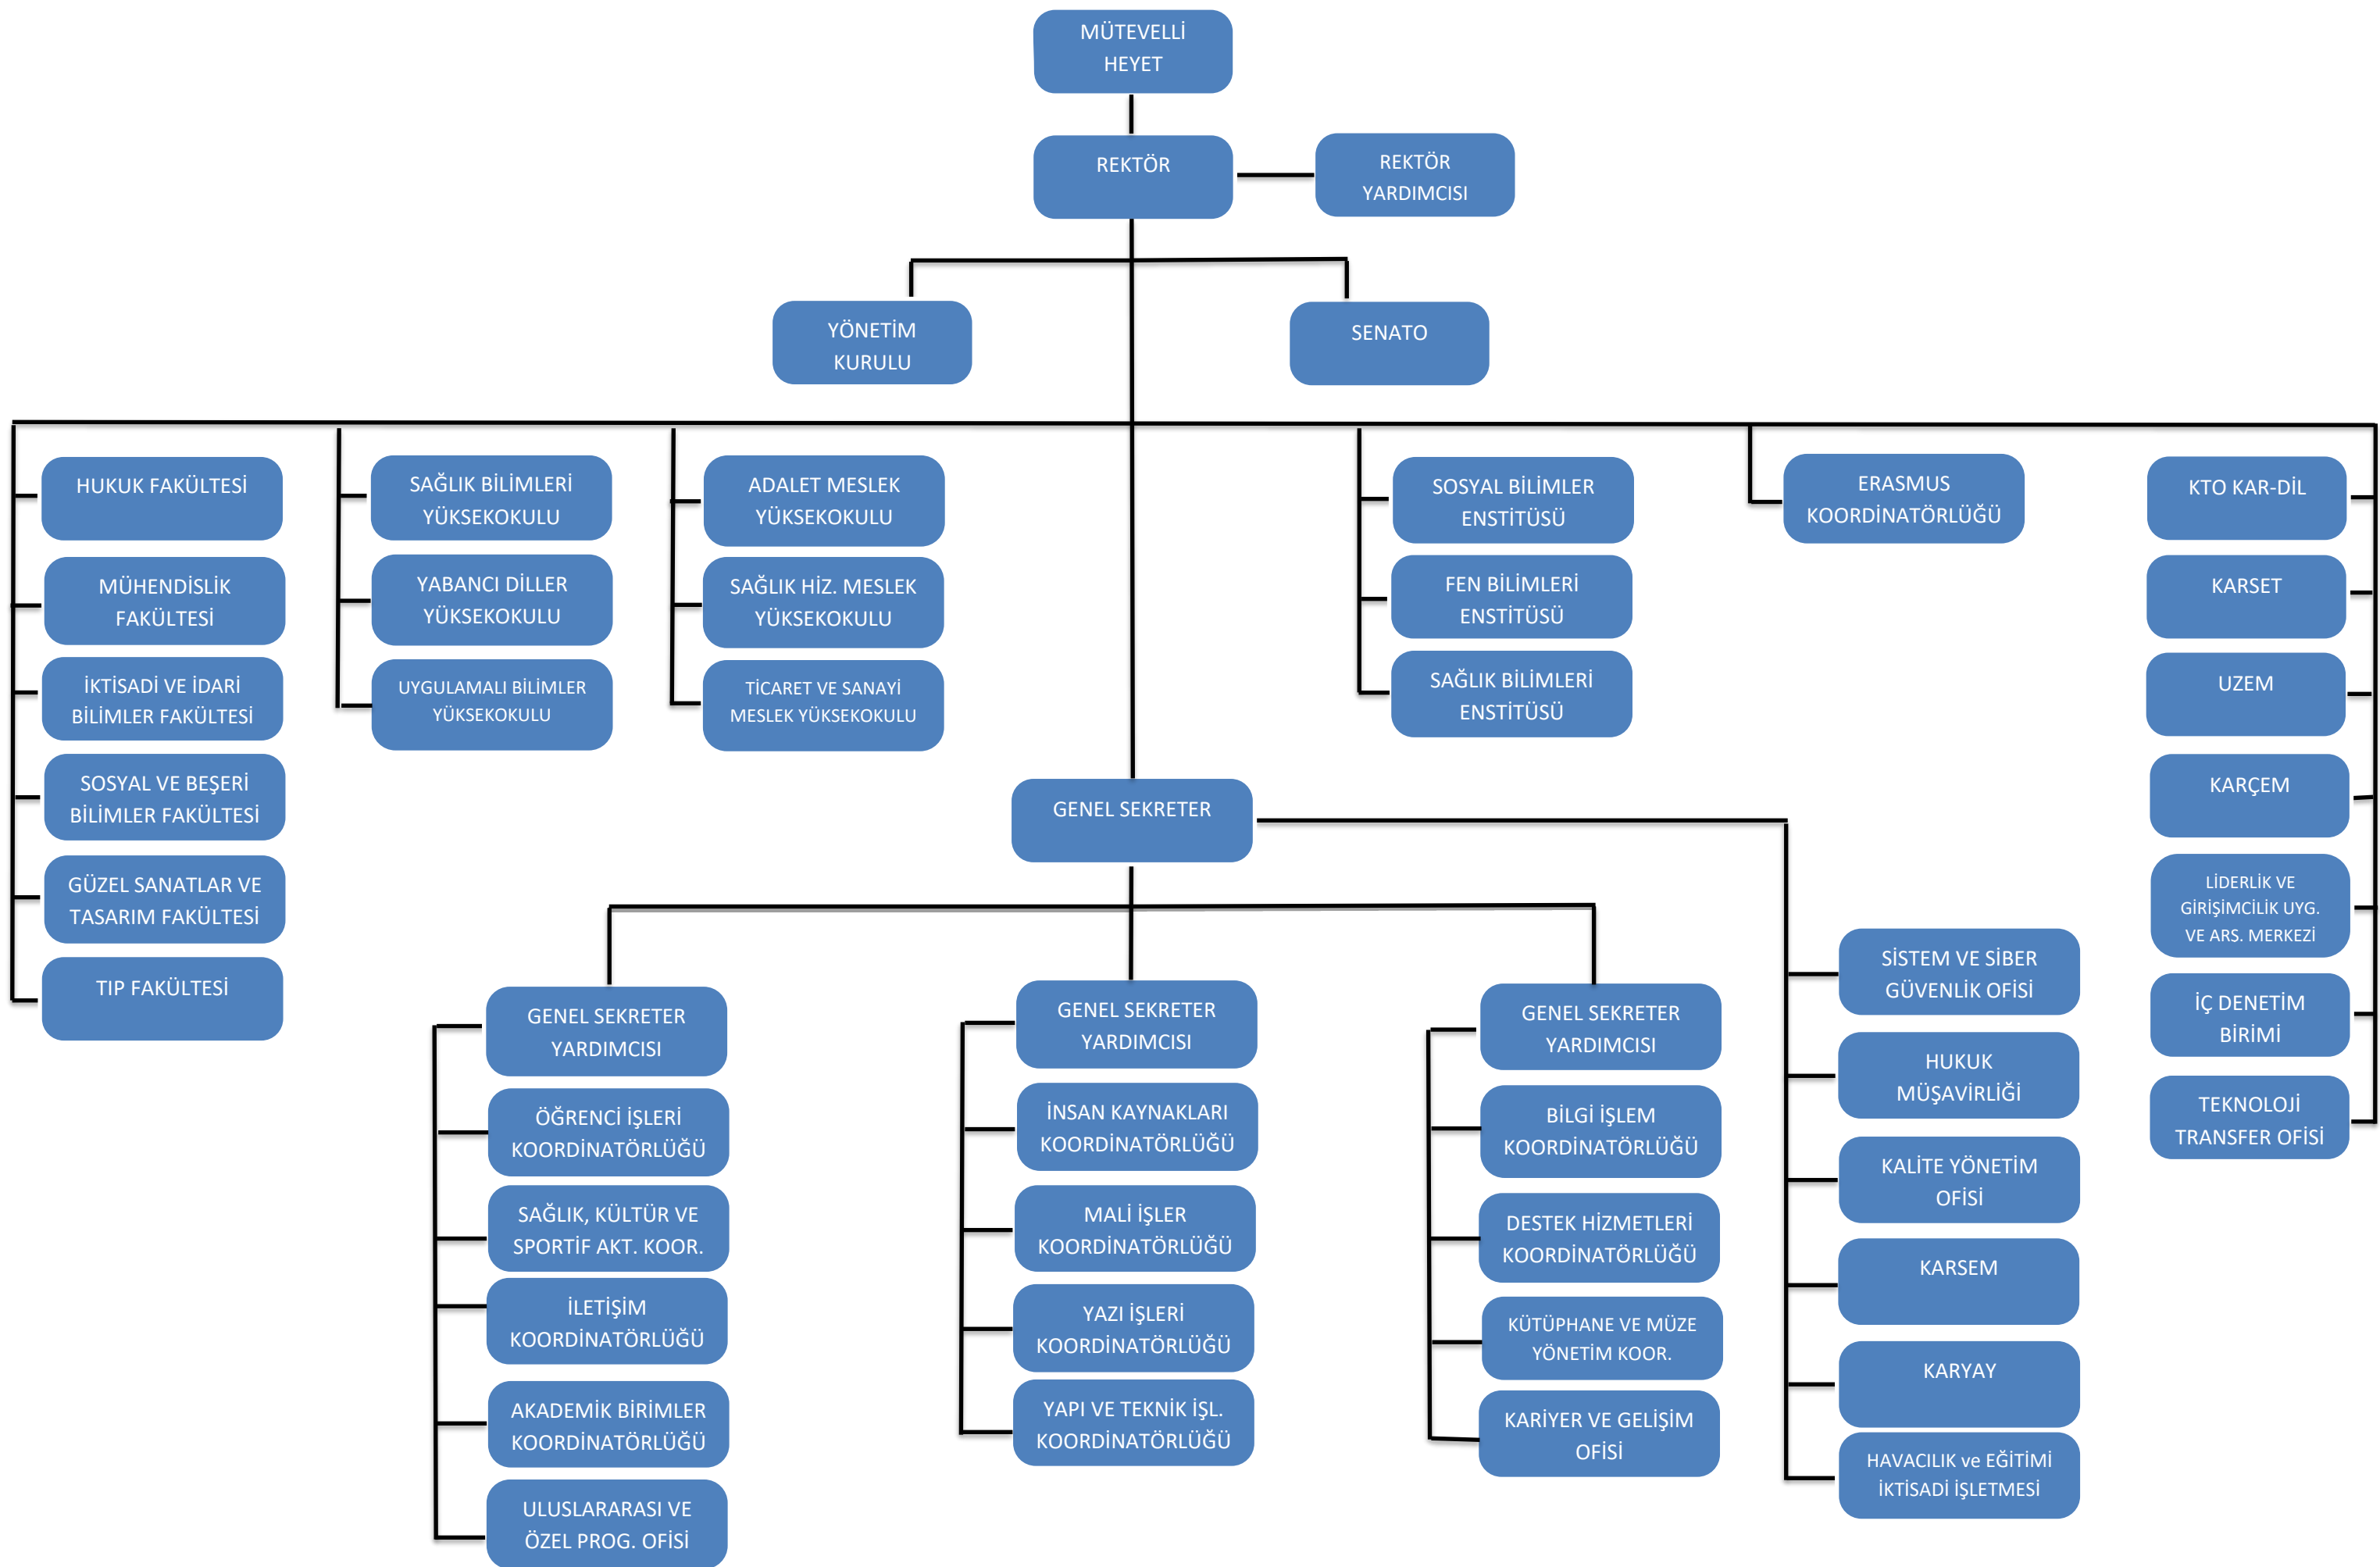 MÜTEVELLİ
HEYET
REKTÖR
REKTÖR
YARDIMCISI
YÖNETİM
KURULU
SENATO
HUKUK FAKÜLTESİ
MÜHENDİSLİK
FAKÜLTESİ
İKTİSADİ VE İDARİ
BİLİMLER FAKÜLTESİ
SOSYAL VE BEŞERİ
BİLİMLER FAKÜLTESİ
GÜZEL SANATLAR VE
TASARIM FAKÜLTESİ
TIP FAKÜLTESİ
SAĞLIK BİLİMLERİ
YÜKSEKOKULU
YABANCI DİLLER
YÜKSEKOKULU
UYGULAMALI BİLİMLER
YÜKSEKOKULU
ADALET MESLEK
YÜKSEKOKULU
SAĞLIK HİZ. MESLEK
YÜKSEKOKULU
TİCARET VE SANAYİ
MESLEK YÜKSEKOKULU
SOSYAL BİLİMLER
ENSTİTÜSÜ
FEN BİLİMLERİ
ENSTİTÜSÜ
SAĞLIK BİLİMLERİ
ENSTİTÜSÜ
ERASMUS
KOORDİNATÖRLÜĞÜ
KTO KAR-DİL
KARSET
UZEM
KARÇEM
LİDERLİK VE
GİRİŞİMCİLİK UYG.
VE ARS. MERKEZİ
İÇ DENETİM
BİRİMİ
TEKNOLOJİ
TRANSFER OFİSİ
GENEL SEKRETER
GENEL SEKRETER
YARDIMCISI
ÖĞRENCİ İŞLERİ
KOORDİNATÖRLÜĞÜ
SAĞLIK, KÜLTÜR VE
SPORTİF AKT. KOOR.
İLETİŞİM
KOORDİNATÖRLÜĞÜ
AKADEMİK BİRİMLER
KOORDİNATÖRLÜĞÜ
ULUSLARARASI VE
ÖZEL PROG. OFİSİ
GENEL SEKRETER
YARDIMCISI
İNSAN KAYNAKLARI
KOORDİNATÖRLÜĞÜ
MALİ İŞLER
KOORDİNATÖRLÜĞÜ
YAZI İŞLERİ
KOORDİNATÖRLÜĞÜ
YAPI VE TEKNİK İŞL.
KOORDİNATÖRLÜĞÜ
GENEL SEKRETER
YARDIMCISI
BİLGİ İŞLEM
KOORDİNATÖRLÜĞÜ
DESTEK HİZMETLERİ
KOORDİNATÖRLÜĞÜ
KÜTÜPHANE VE MÜZE
YÖNETİM KOOR.
KARİYER VE GELİŞİM
OFİSİ
SİSTEM VE SİBER
GÜVENLİK OFİSİ
HUKUK
MÜŞAVİRLİĞİ
KALİTE YÖNETİM
OFİSİ
KARSEM
KARYAY
HAVACILIK ve EĞİTİMİ
İKTİSADİ İŞLETMESİ